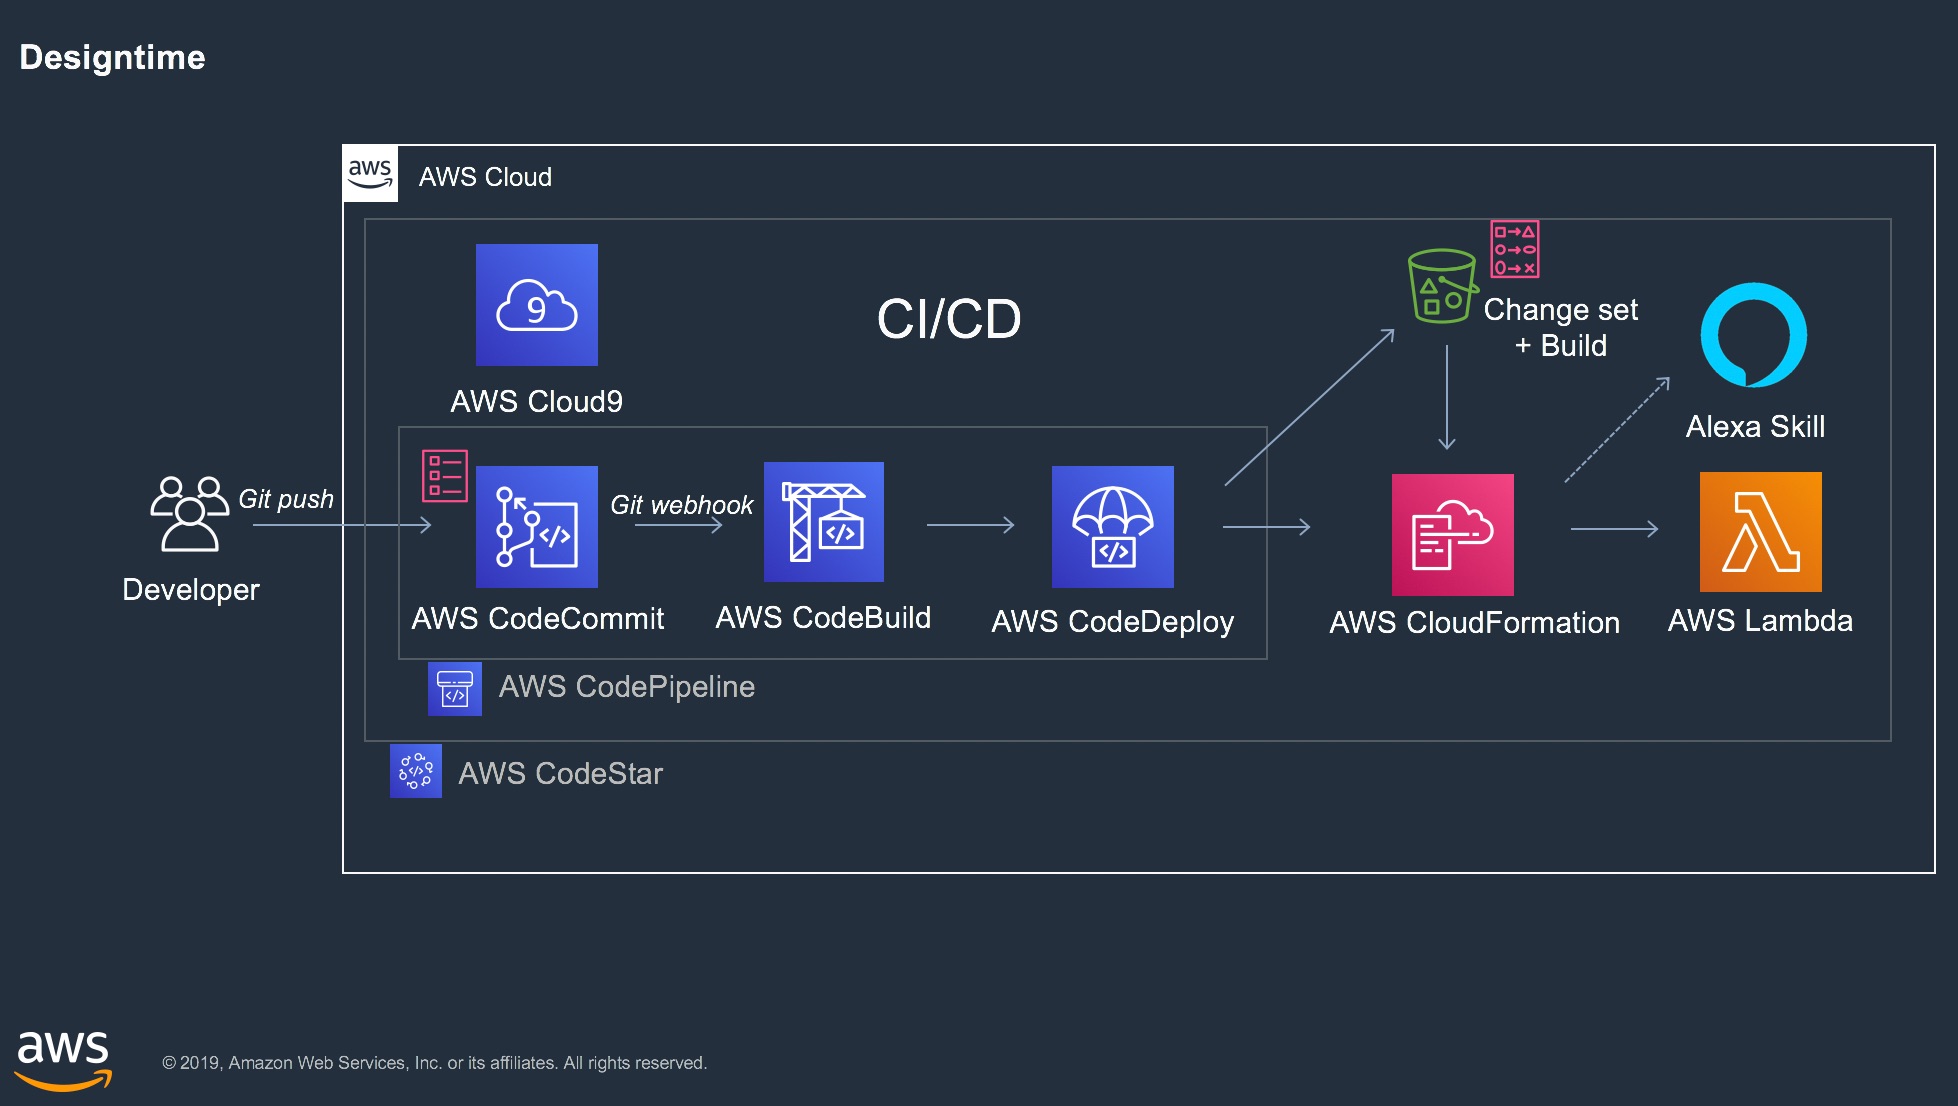 Designtime
aws
AWS Cloud
9
CI/CD
Change set
+ Build
AWS Cloud9
Alexa Skill
Git push
Git webhook
</>
</>
</>
Developer
AWS CodeCommit
AWS CodeBuild
AWS CodeDeploy
AWS CloudFormation
AWS Lambda
</>
AWS CodePipeline
</>
AWS CodeStar
aws
© 2019, Amazon Web Services, Inc. or its affiliates. All rights reserved.